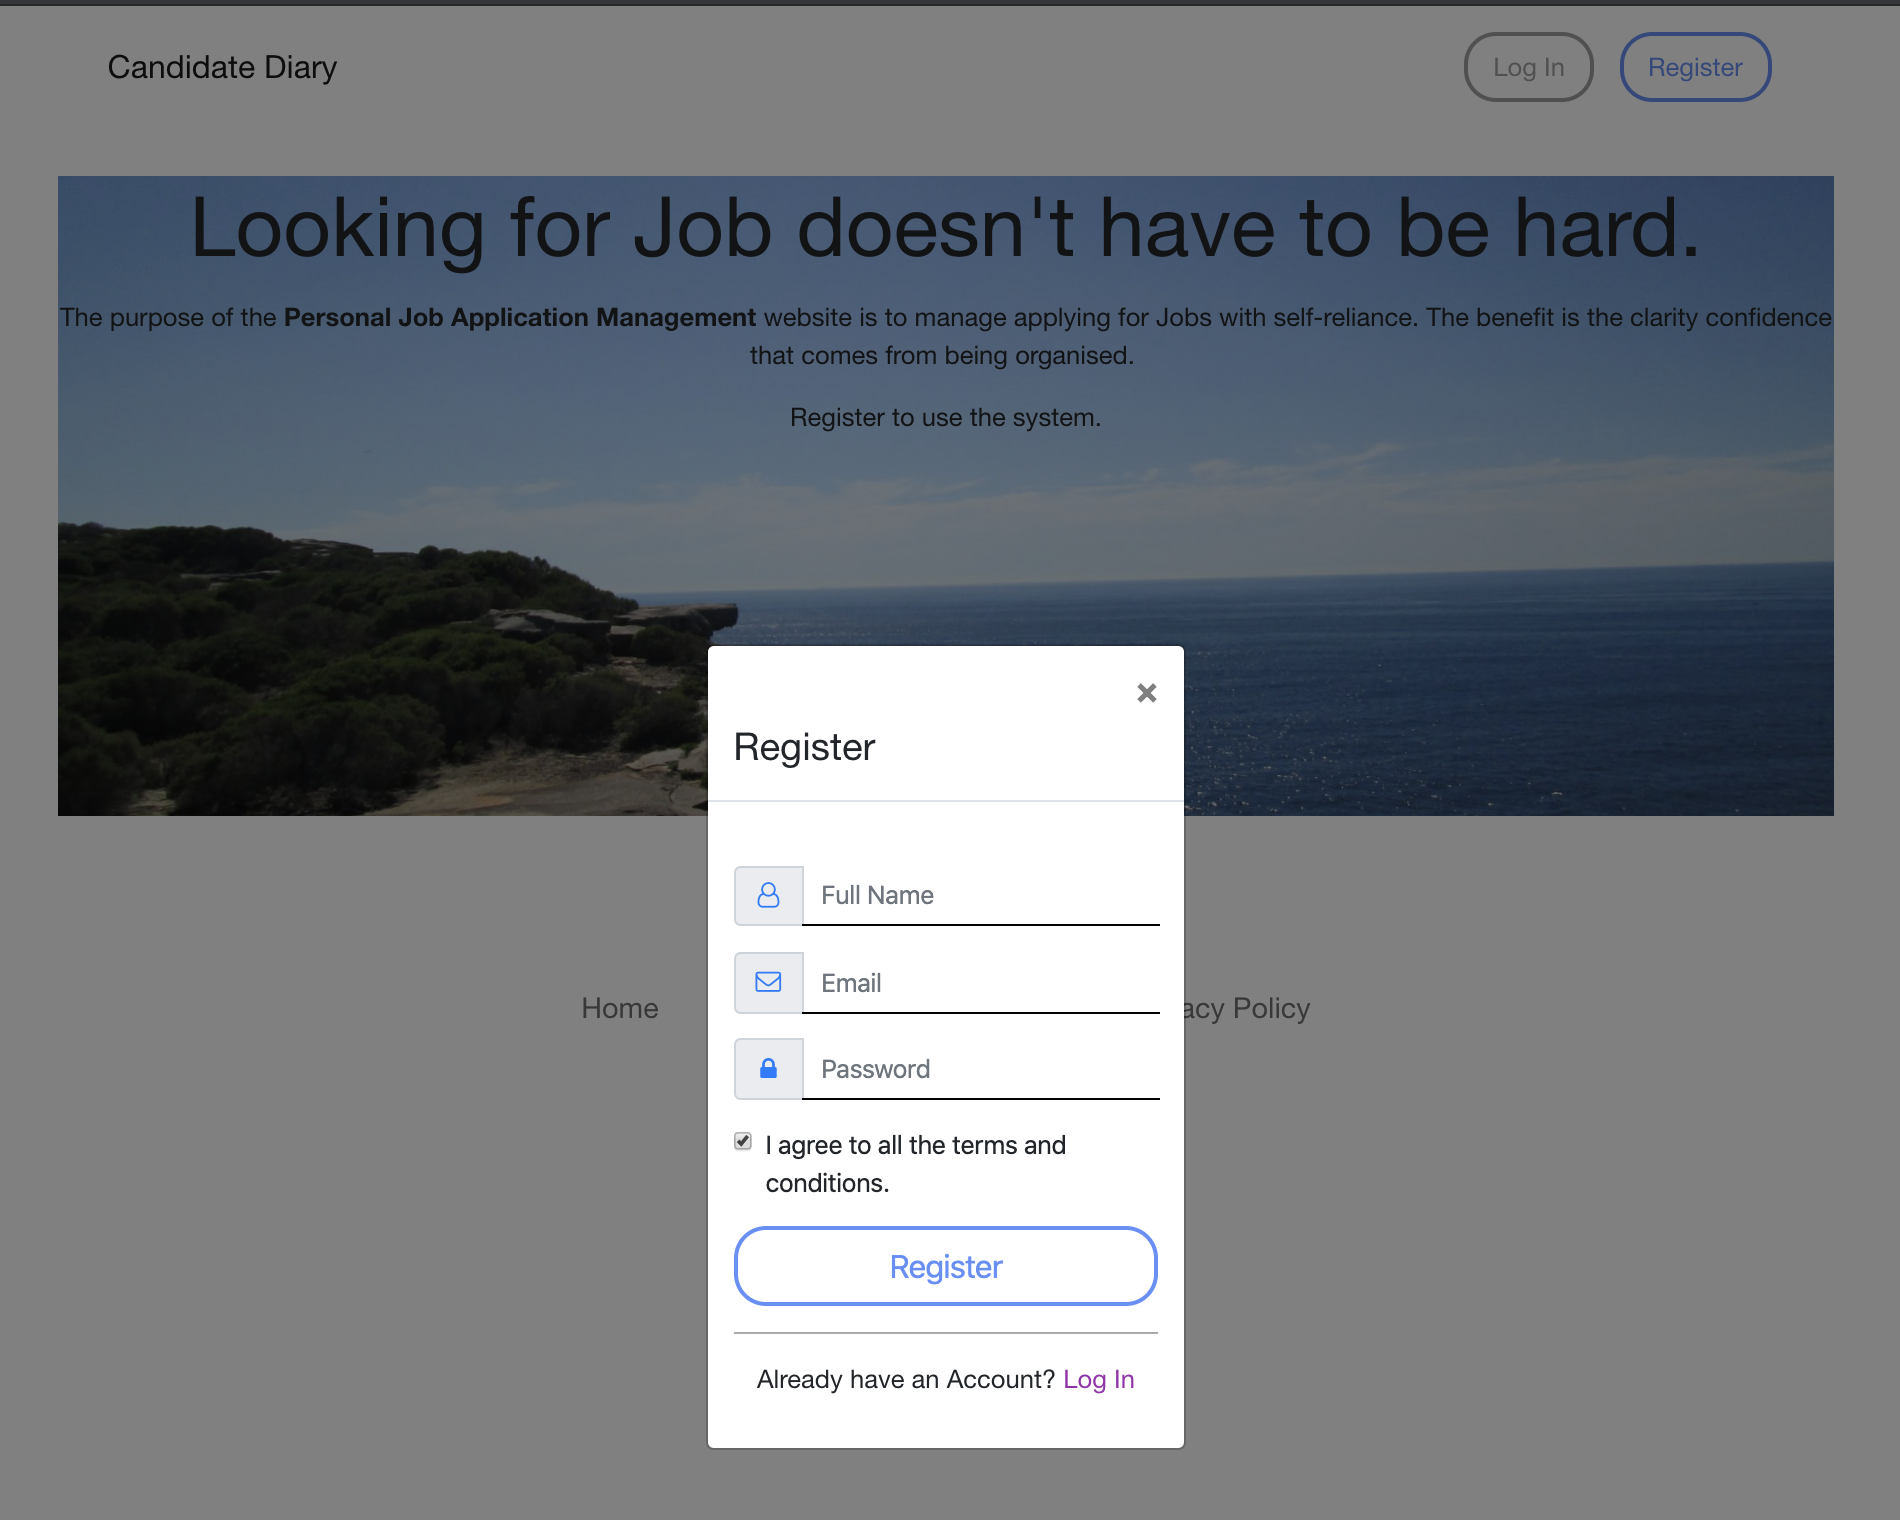 Candidate Diary
Log In
Register
Looking for Job doesn't have to be hard.
The purpose of the Personal Job Application Management website is to manage applying for Jobs with self-reliance. The benefit is the clarity confidence
that comes from being organised.
Register to use the system.
×
Register
Full Name
Email
Password
I agree to all the terms and
conditions.
Register
Already have an Account? Log In
Home
acy Policy